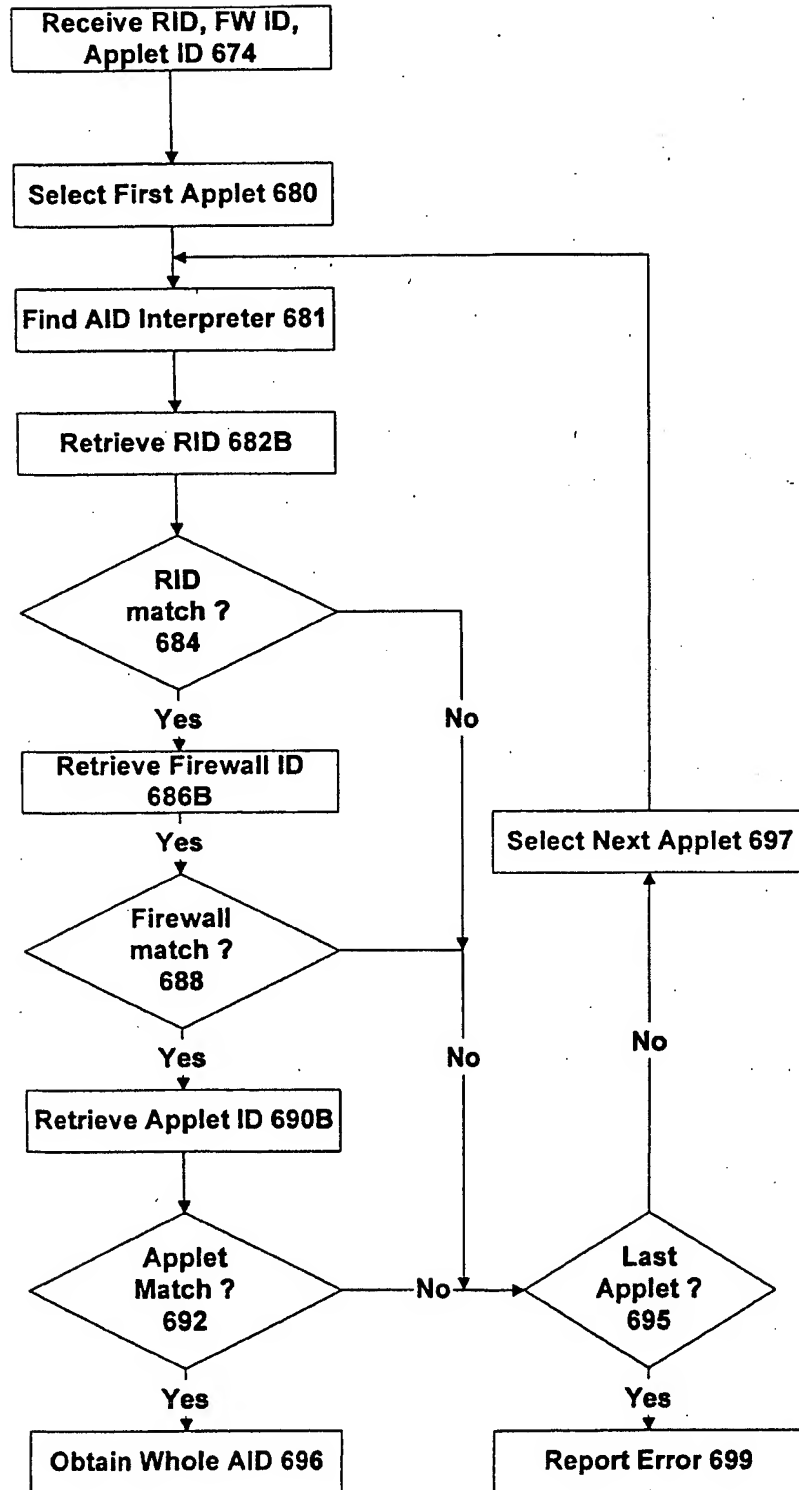 Receive RID, FW ID,
Applet ID 674
Select First Applet 680
Find AID Interpreter 681
Retrieve RID 682B
RID
match ?
684
Yes
No
Retrieve Firewall ID
686B
Yes
Select Next Applet 697
Firewall
match ?
688
Yes
No
No
Retrieve Applet ID 690B
Applet
Match ?
692
No
Last
Applet ?
695
Yes
Yes
Obtain Whole AID 696
Report Error 699